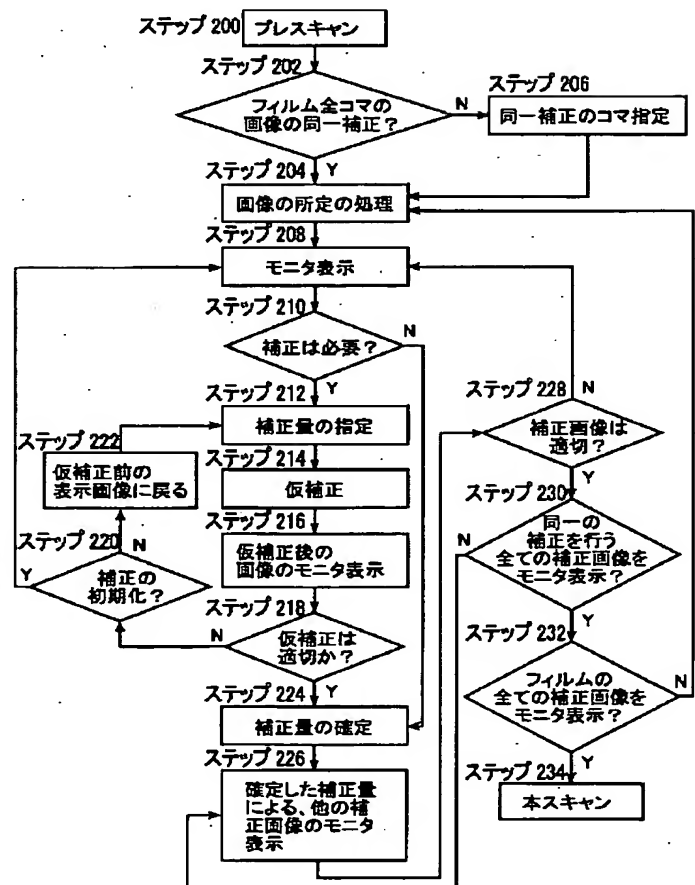 ステップ 200
プレスキャン
ステップ 202
フィルム全コマの
画像の同一補正？
N
ステップ 206
同一補正のコマ指定
ステップ 204
Y
画像の所定の処理
ステップ 208
モニタ表示
ステップ 210
補正は必要？
N
ステップ 212
Y
補正量の指定
ステップ 222
仮補正前の
表示画像に戻る
ステップ 214
仮補正
ステップ 216
仮補正後の
画像のモニタ表示
ステップ 220
N
Y
補正の
初期化？
ステップ 218
N
仮補正は
適切か？
ステップ 224
Y
補正量の確定
ステップ 226
確定した補正量
による、他の補
正画像のモニタ
表示
ステップ 228
N
補正画像は
適切？
ステップ 230
Y
N
同一の
補正を行う
全ての補正画像を
モニタ表示？
ステップ 232
Y
フィルムの
全ての補正画像を
モニタ表示？
N
ステップ 234
Y
本スキャン